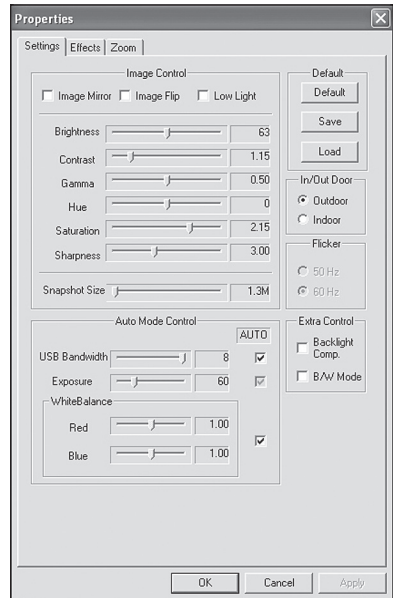 Properties
Settings Effects Zoom
Image Control
Image Mirror Image Flip Low Light
Brightness 63
Contrast 1.15
Gamma 0.50
Hue 0
Saturation 2.15
Sharpness 3.00
Snapshot Size 1.3M
Default
Default
Save
Load
In/Out Door
Outdoor
Indoor
Flicker
50 Hz
60 Hz
Auto Mode Control
AUTO
USB Bandwidth 8
Exposure 60
WhiteBalance
Red 1.00
Blue 1.00
Extra Control
Backlight
Comp.
B/W Mode
OK Cancel Apply